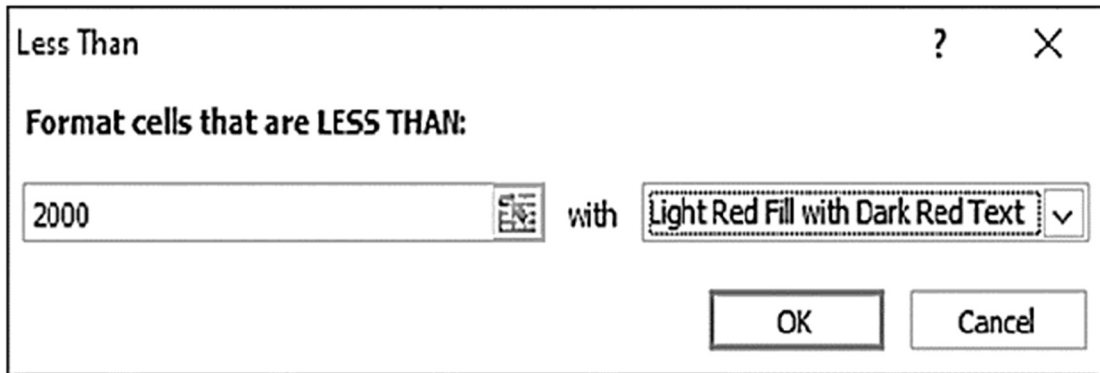 Less Than ?
Format cells that are LESS THAN:
2000 with Light Red Fill with Dark Red Text
OK Cancel